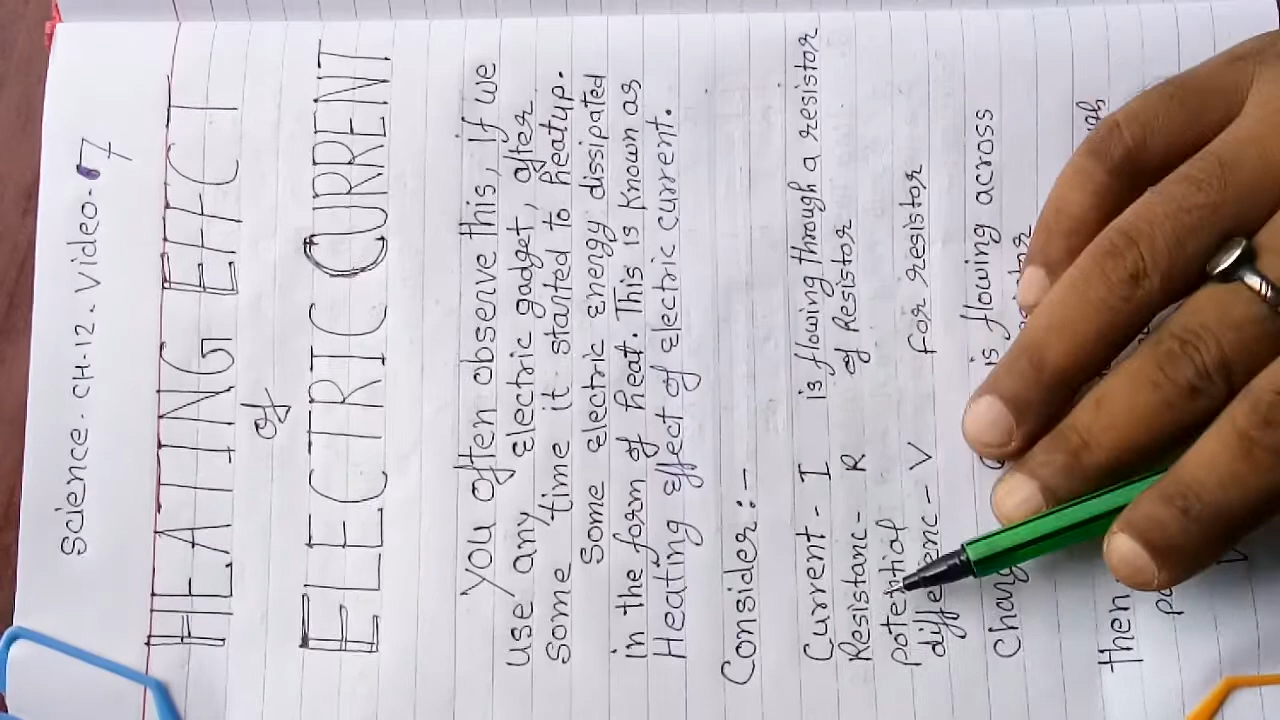 Science. CH-12. Video-7
HEATING EFFECT
of
ELECTRIC CURRENT
You often observe this, If we
use any electric gadget, after
some time it started to heatup.
Some electric energy dissipated
in the form of heat. This is known as
Heating effect of electric current.
Consider:-
Current - I is flowing through a resistor
Resistanc - R of Resistor
potential
differenc - V for resistor
is flowing across
then